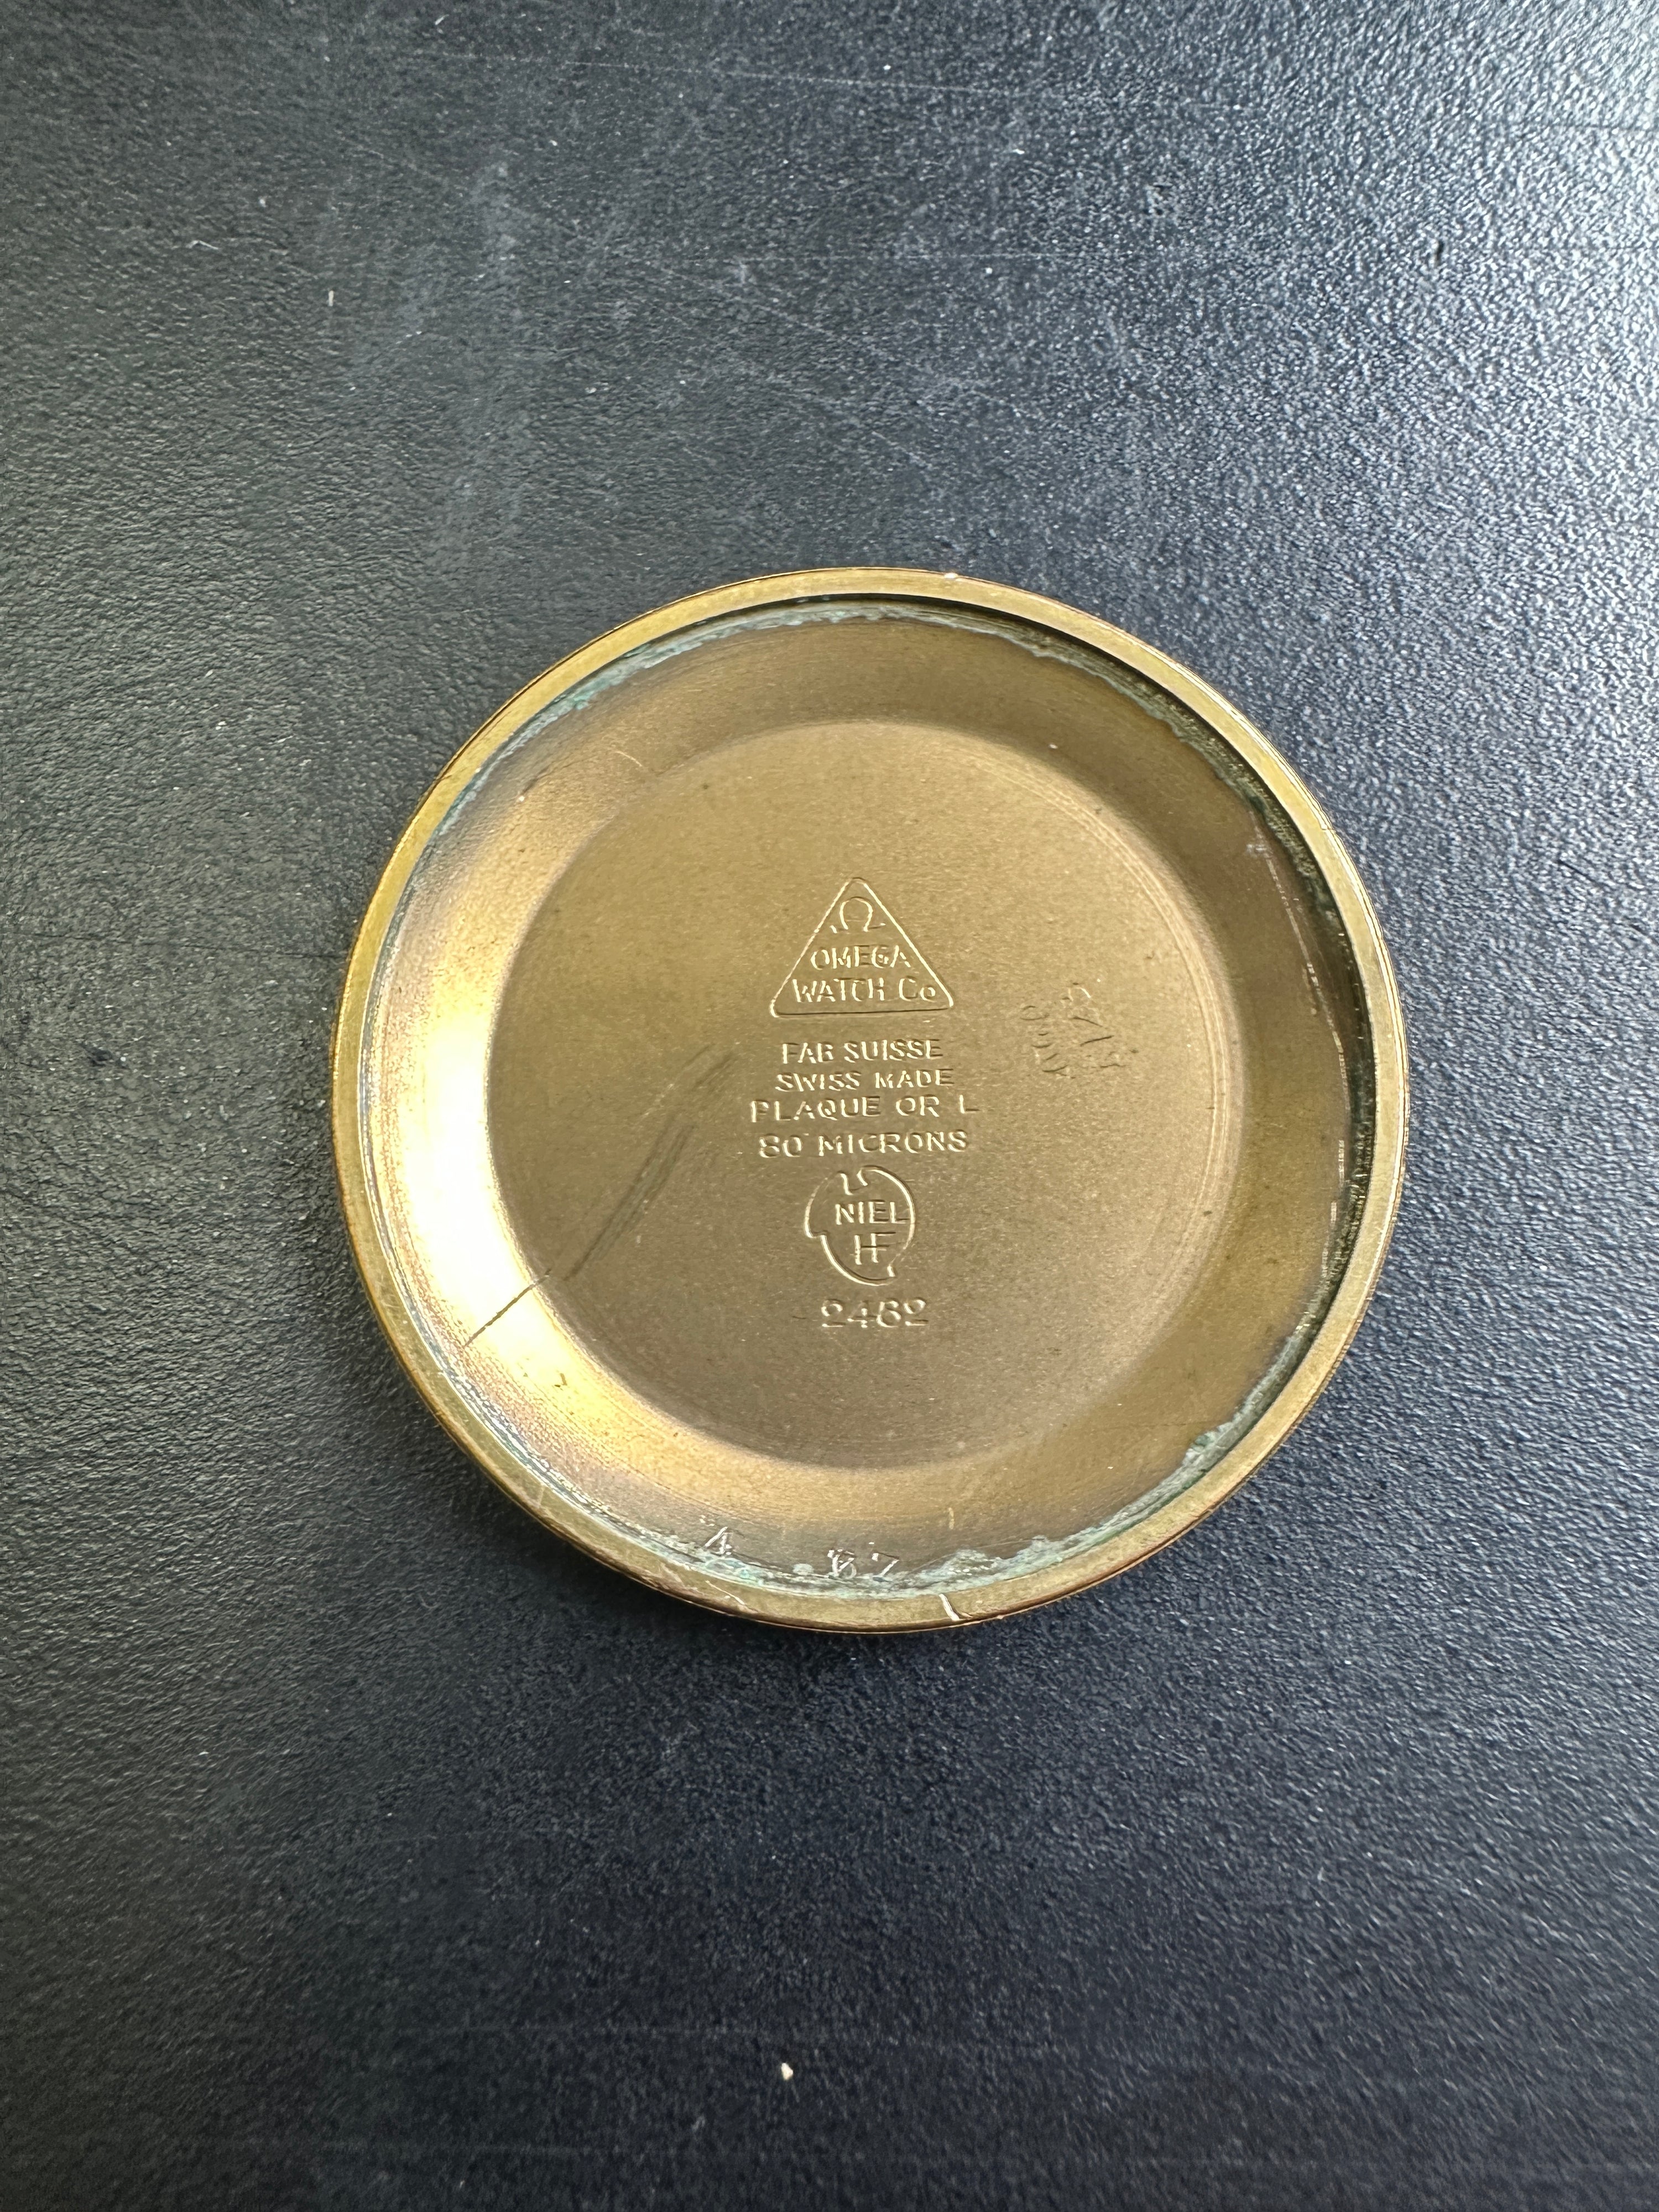 Ω
OMEGA
WATCH Co
FAB SUISSE
SWISS MADE
PLAQUE OR L
80 MICRONS
NIEL
HF
2462